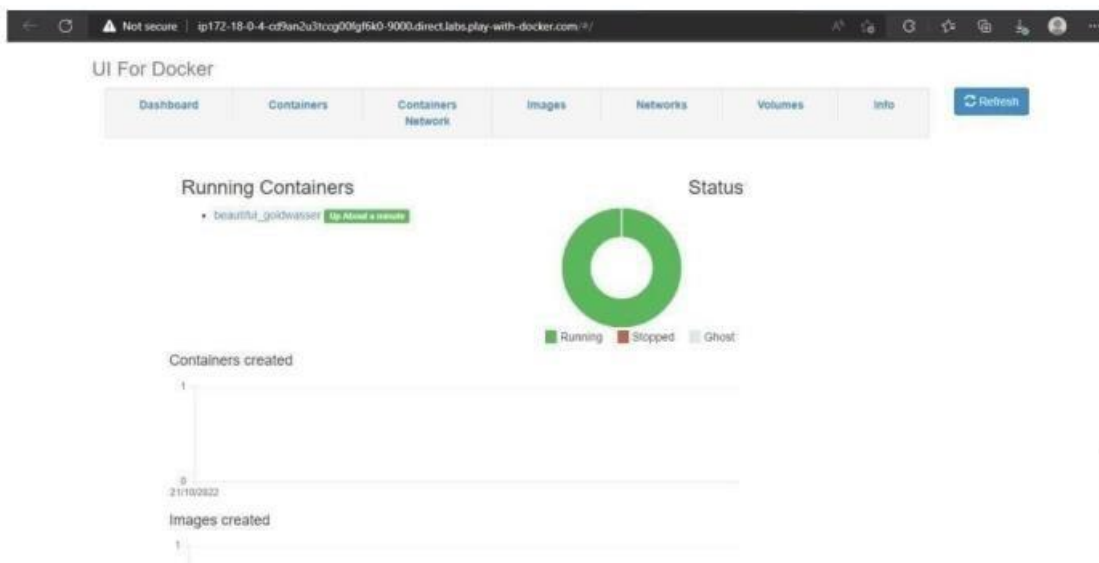 Not secure | ip172-18-0-4-cd9an2u3tccg00fgf6k0-9000.direct.labs.play-with-docker.com/#/
UI For Docker
Dashboard Containers Containers Network Images Networks Volumes Info Refresh
Running Containers
beautiful_goldwasser Up About a minute
Status
Running Stopped Ghost
Containers created
1
0
21/10/2022
Images created
1